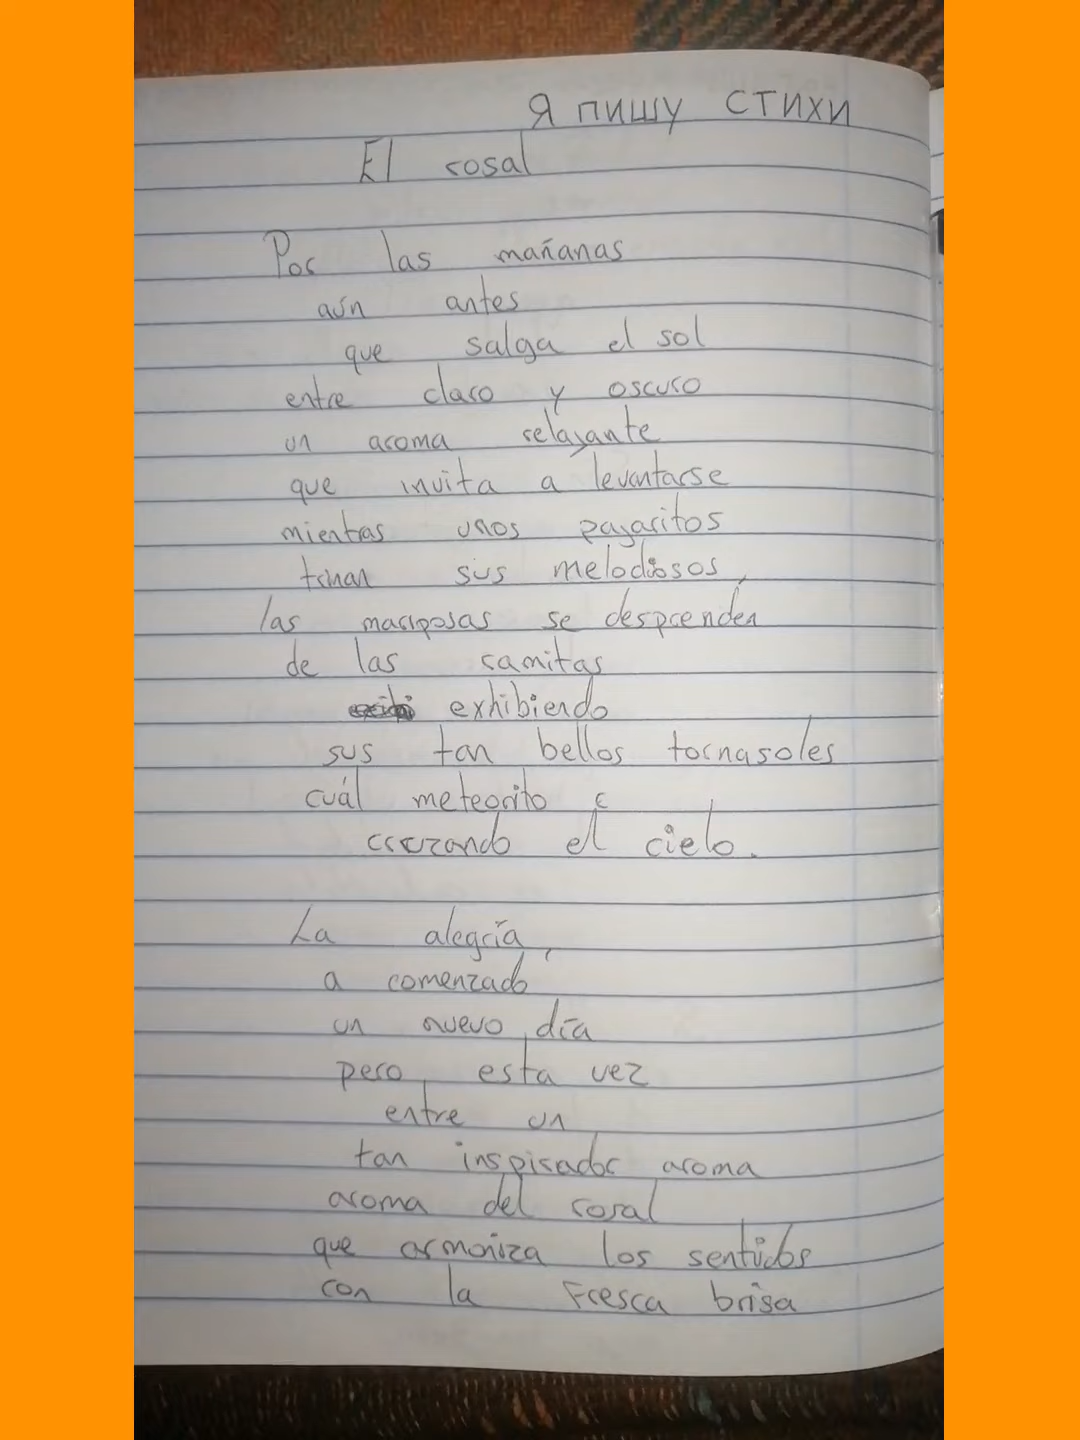 Я ПИШУ СТИХИ
El rosal
Por las mañanas
aún antes
que salga el sol
entre claro y oscuro
un aroma relajante
que invita a levantarse
mientras unos pajaritos
trinan sus melodiosos,
las mariposas se desprenden
de las ramitas
exhibiendo
sus tan bellos tornasoles
cuál meteorito
cruzando el cielo.
La alegría,
a comenzado
un nuevo día
pero, esta vez
entre un
tan inspirador aroma
aroma del rosal
que armoniza los sentidos
con la fresca brisa